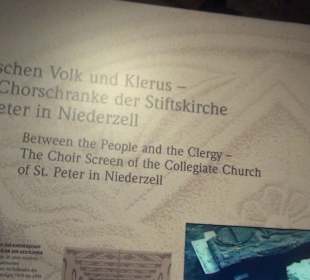 schen Volk und Klerus –
Chorschranke der Stiftskirche
eter in Niederzell
Between the People and the Clergy –
The Choir Screen of the Collegiate Church
of St. Peter in Niederzell